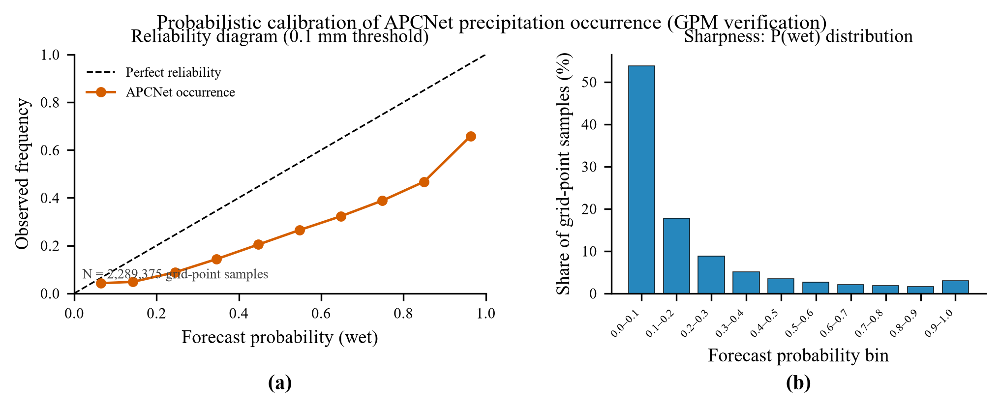 Probabilistic calibration of APCNet precipitation occurrence (GPM verification)
Reliability diagram (0.1 mm threshold)
1.0
0.8
0.6
0.4
0.2
0.0
Observed frequency
Perfect reliability
APCNet occurrence
N = 2,289,375 grid-point samples
0.0 0.2 0.4 0.6 0.8 1.0
Forecast probability (wet)
(a)
Sharpness: P(wet) distribution
50
40
30
20
10
0
Share of grid-point samples (%)
0.0–0.1 0.1–0.2 0.2–0.3 0.3–0.4 0.4–0.5 0.5–0.6 0.6–0.7 0.7–0.8 0.8–0.9 0.9–1.0
Forecast probability bin
(b)